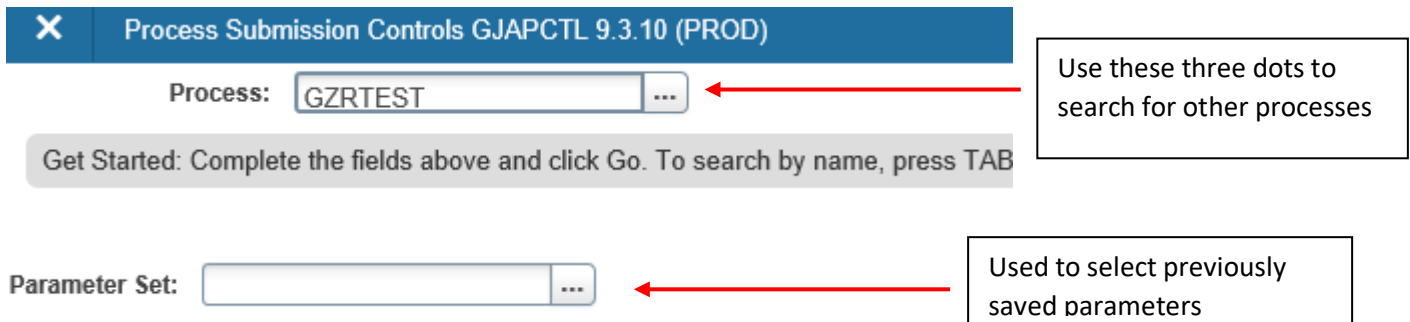 × Process Submission Controls GJAPCTL 9.3.10 (PROD)
Process: GZRTEST ...
Use these three dots to
search for other processes
Get Started: Complete the fields above and click Go. To search by name, press TAB
Parameter Set: ...
Used to select previously
saved parameters